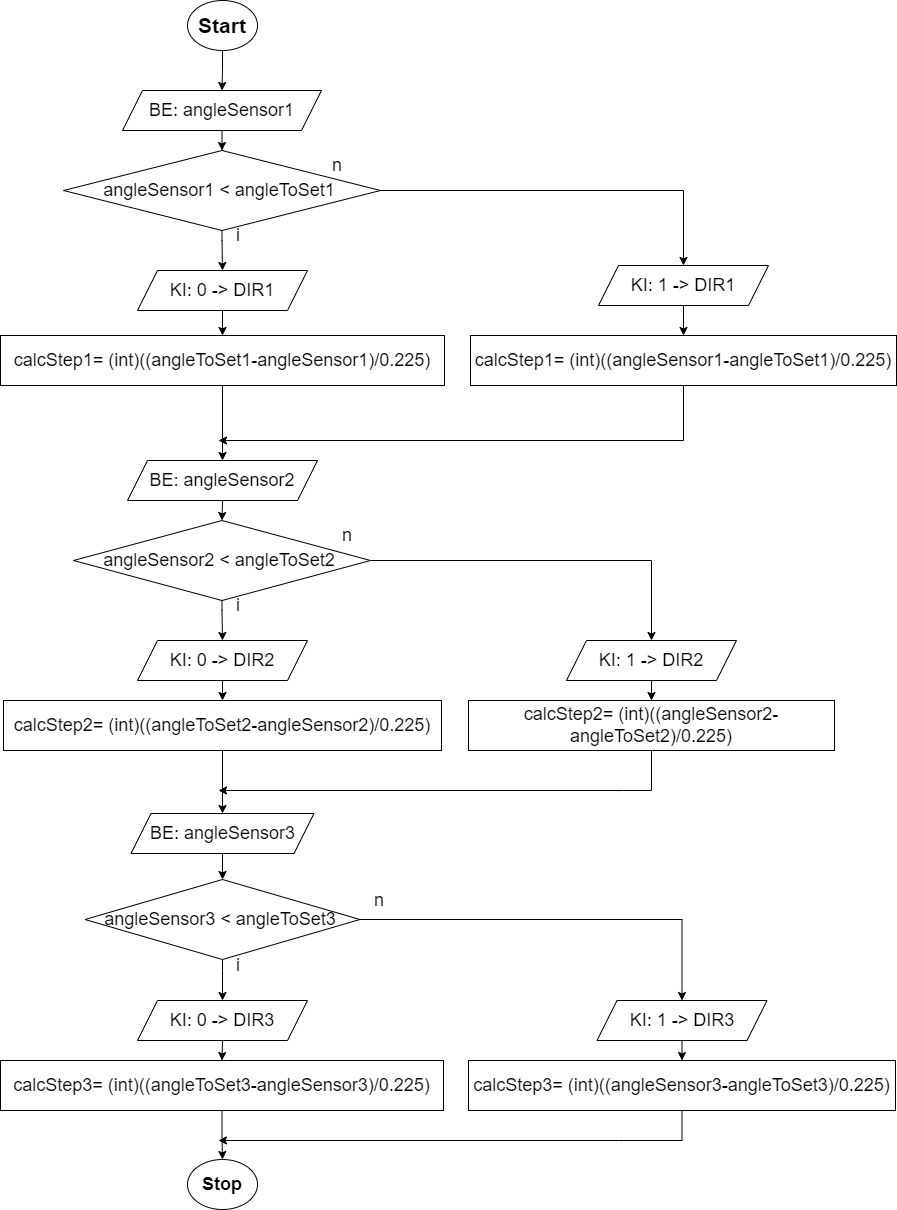 Start
BE: angleSensor1
n
angleSensor1 < angleToSet1
i
KI: 0 -> DIR1
KI: 1 -> DIR1
calcStep1= (int)((angleToSet1-angleSensor1)/0.225)
calcStep1= (int)((angleSensor1-angleToSet1)/0.225)
BE: angleSensor2
n
angleSensor2 < angleToSet2
i
KI: 0 -> DIR2
KI: 1 -> DIR2
calcStep2= (int)((angleToSet2-angleSensor2)/0.225)
calcStep2= (int)((angleSensor2-
angleToSet2)/0.225)
BE: angleSensor3
n
angleSensor3 < angleToSet3
i
KI: 0 -> DIR3
KI: 1 -> DIR3
calcStep3= (int)((angleToSet3-angleSensor3)/0.225)
calcStep3= (int)((angleSensor3-angleToSet3)/0.225)
Stop